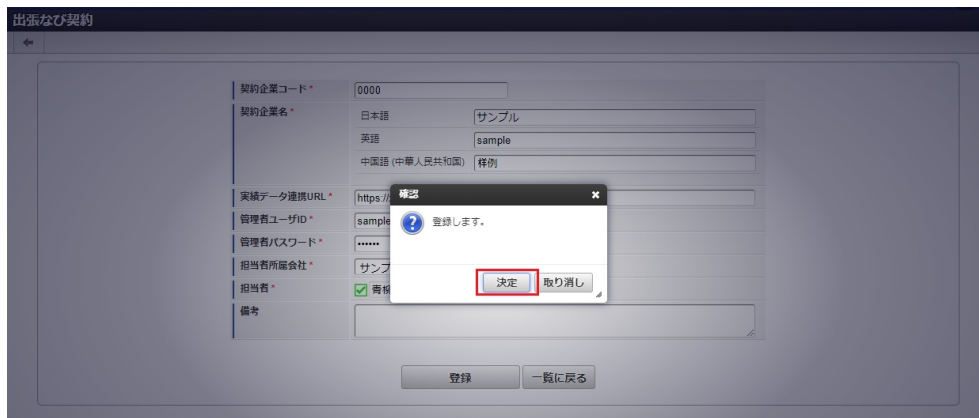 出張なび契約
契約企業コード*
0000
契約企業名*
日本語
サンプル
英語
sample
中国語 (中華人民共和国)
样例
実績データ連携URL*
https:/
管理者ユーザID*
sample
管理者パスワード*
••••••
担当者所属会社*
サンプ
担当者*
青柳
備考
確認
登録します。
決定
取り消し
登録
一覧に戻る